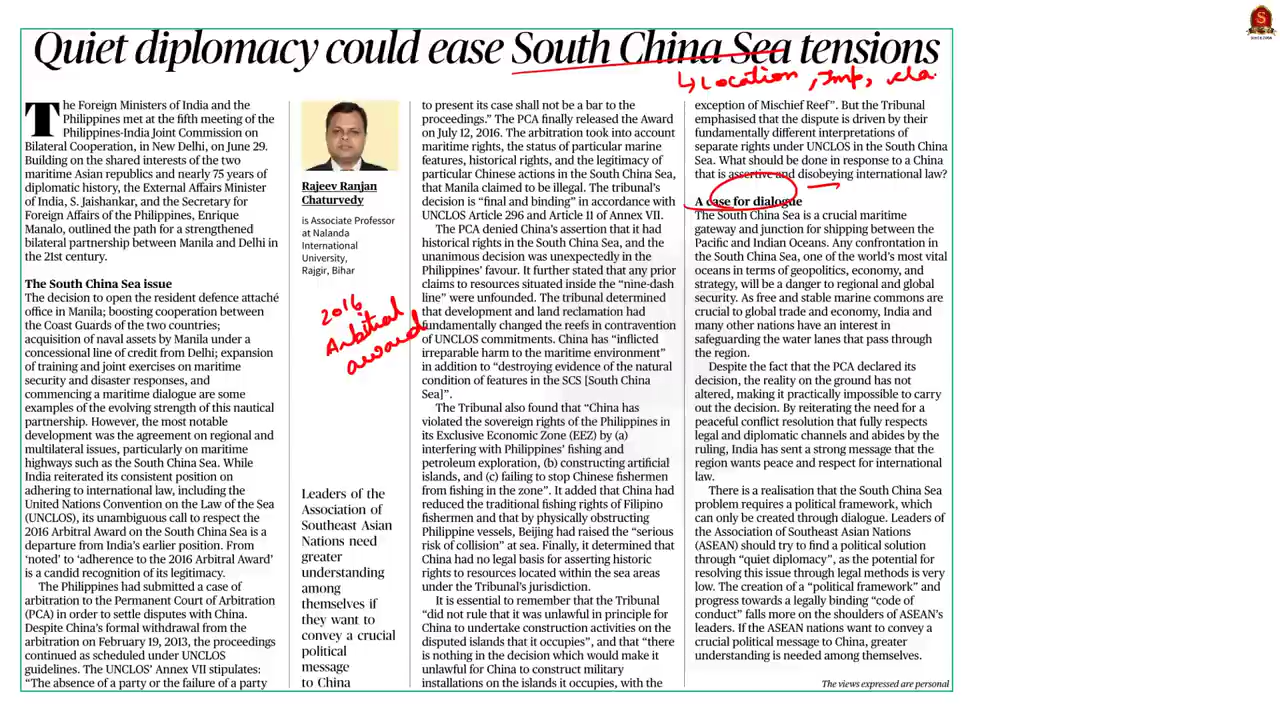 Quiet diplomacy could ease South China Sea tensions
Location, Imp,
The Foreign Ministers of India and the
Philippines met at the fifth meeting of the
Philippines-India Joint Commission on
Bilateral Cooperation, in New Delhi, on June 29.
Building on the shared interests of the two
maritime Asian republics and nearly 75 years of
diplomatic history, the External Affairs Minister
of India, S. Jaishankar, and the Secretary for
Foreign Affairs of the Philippines, Enrique
Manalo, outlined the path for a strengthened
bilateral partnership between Manila and Delhi in
the 21st century.
The South China Sea issue
The decision to open the resident defence attaché
office in Manila; boosting cooperation between
the Coast Guards of the two countries;
acquisition of naval assets by Manila under a
concessional line of credit from Delhi; expansion
of training and joint exercises on maritime
security and disaster responses, and
commencing a maritime dialogue are some
examples of the evolving strength of this nautical
partnership. However, the most notable
development was the agreement on regional and
multilateral issues, particularly on maritime
highways such as the South China Sea. While
India reiterated its consistent position on
adhering to international law, including the
United Nations Convention on the Law of the Sea
(UNCLOS), its unambiguous call to respect the
2016 Arbitral Award on the South China Sea is a
departure from India's earlier position. From
‘noted’ to ‘adherence to the 2016 Arbitral Award’
is a candid recognition of its legitimacy.
The Philippines had submitted a case of
arbitration to the Permanent Court of Arbitration
(PCA) in order to settle disputes with China.
Despite China's formal withdrawal from the
arbitration on February 19, 2013, the proceedings
continued as scheduled under UNCLOS
guidelines. The UNCLOS’ Annex VII stipulates:
“The absence of a party or the failure of a party
Rajeev Ranjan
Chaturvedy
is Associate Professor
at Nalanda
International
University,
Rajgir, Bihar
2016
Arbitral
award
Leaders of the
Association of
Southeast Asian
Nations need
greater
understanding
among
themselves if
they want to
convey a crucial
political
message
to China
to present its case shall not be a bar to the
proceedings.” The PCA finally released the Award
on July 12, 2016. The arbitration took into account
maritime rights, the status of particular marine
features, historical rights, and the legitimacy of
particular Chinese actions in the South China Sea,
that Manila claimed to be illegal. The tribunal's
decision is “final and binding” in accordance with
UNCLOS Article 296 and Article 11 of Annex VII.
The PCA denied China's assertion that it had
historical rights in the South China Sea, and the
unanimous decision was unexpectedly in the
Philippines’ favour. It further stated that any prior
claims to resources situated inside the “nine-dash
line” were unfounded. The tribunal determined
that development and land reclamation had
fundamentally changed the reefs in contravention
of UNCLOS commitments. China has “inflicted
irreparable harm to the maritime environment”
in addition to “destroying evidence of the natural
condition of features in the SCS [South China
Sea]”.
The Tribunal also found that “China has
violated the sovereign rights of the Philippines in
its Exclusive Economic Zone (EEZ) by (a)
interfering with Philippines’ fishing and
petroleum exploration, (b) constructing artificial
islands, and (c) failing to stop Chinese fishermen
from fishing in the zone”. It added that China had
reduced the traditional fishing rights of Filipino
fishermen and that by physically obstructing
Philippine vessels, Beijing had raised the “serious
risk of collision” at sea. Finally, it determined that
China had no legal basis for asserting historic
rights to resources located within the sea areas
under the Tribunal's jurisdiction.
It is essential to remember that the Tribunal
“did not rule that it was unlawful in principle for
China to undertake construction activities on the
disputed islands that it occupies”, and that “there
is nothing in the decision which would make it
unlawful for China to construct military
installations on the islands it occupies, with the
exception of Mischief Reef”. But the Tribunal
emphasised that the dispute is driven by their
fundamentally different interpretations of
separate rights under UNCLOS in the South China
Sea. What should be done in response to a China
that is assertive and disobeying international law?
A case for dialogue
The South China Sea is a crucial maritime
gateway and junction for shipping between the
Pacific and Indian Oceans. Any confrontation in
the South China Sea, one of the world's most vital
oceans in terms of geopolitics, economy, and
strategy, will be a danger to regional and global
security. As free and stable marine commons are
crucial to global trade and economy, India and
many other nations have an interest in
safeguarding the water lanes that pass through
the region.
Despite the fact that the PCA declared its
decision, the reality on the ground has not
altered, making it practically impossible to carry
out the decision. By reiterating the need for a
peaceful conflict resolution that fully respects
legal and diplomatic channels and abides by the
ruling, India has sent a strong message that the
region wants peace and respect for international
law.
There is a realisation that the South China Sea
problem requires a political framework, which
can only be created through dialogue. Leaders of
the Association of Southeast Asian Nations
(ASEAN) should try to find a political solution
through “quiet diplomacy”, as the potential for
resolving this issue through legal methods is very
low. The creation of a “political framework” and
progress towards a legally binding “code of
conduct” falls more on the shoulders of ASEAN's
leaders. If the ASEAN nations want to convey a
crucial political message to China, greater
understanding is needed among themselves.
The views expressed are personal